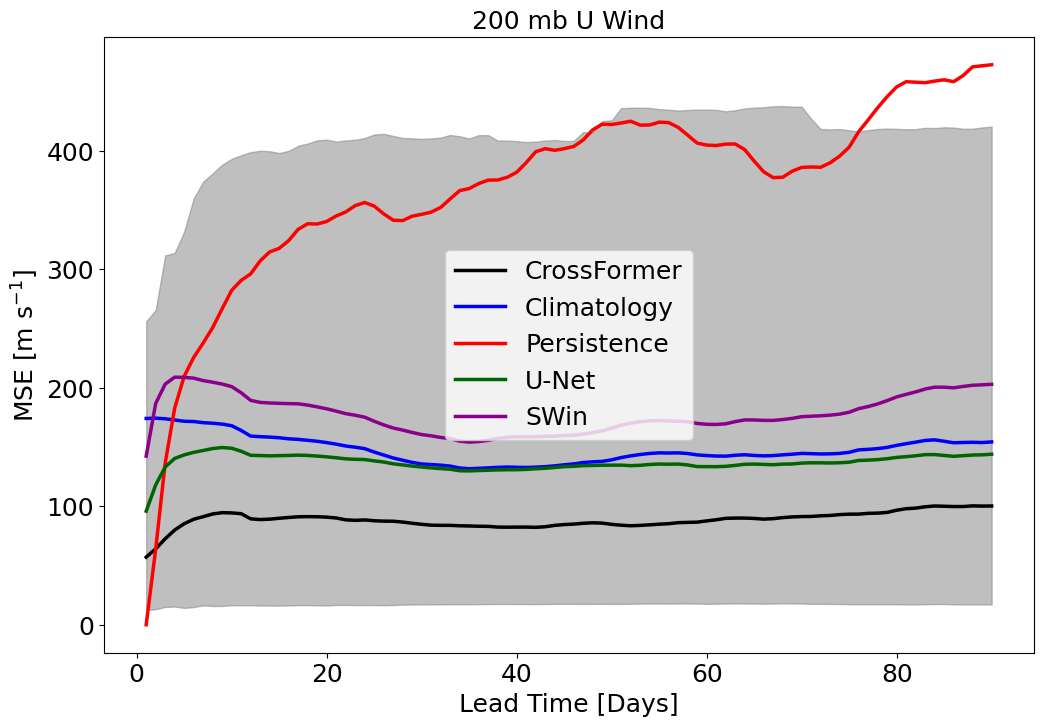 200 mb U Wind
MSE [m s⁻¹]
400
300
200
100
0
CrossFormer
Climatology
Persistence
U-Net
SWin
0 20 40 60 80
Lead Time [Days]